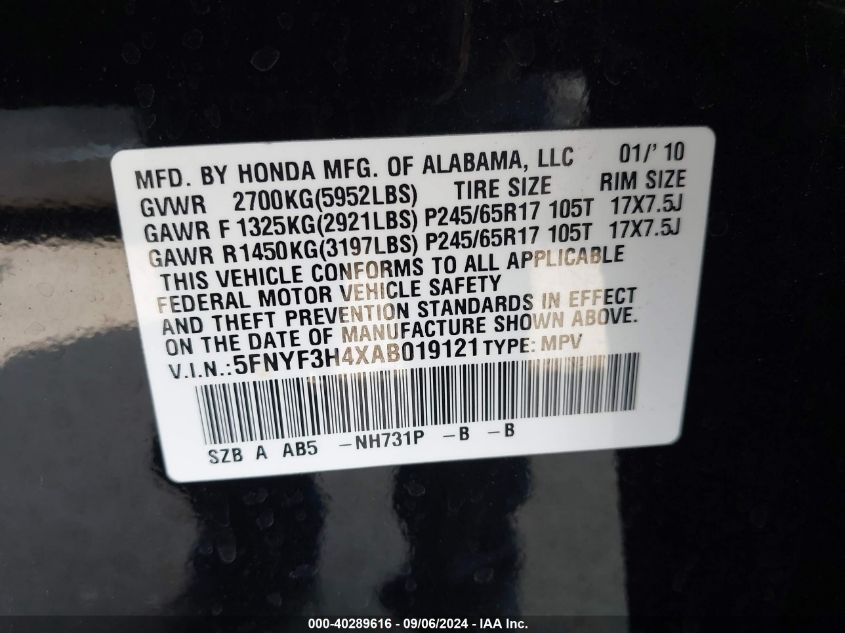 MFD. BY HONDA MFG. OF ALABAMA, LLC 01/' 10
GVWR 2700KG(5952LBS) TIRE SIZE RIM SIZE
GAWR F 1325KG(2921LBS) P245/65R17 105T 17X7.5J
GAWR R1450KG(3197LBS) P245/65R17 105T 17X7.5J
THIS VEHICLE CONFORMS TO ALL APPLICABLE
FEDERAL MOTOR VEHICLE SAFETY
AND THEFT PREVENTION STANDARDS IN EFFECT
ON THE DATE OF MANUFACTURE SHOWN ABOVE.
V.I.N.: 5FNYF3H4XAB019121 TYPE: MPV
SZB A AB5 -NH731P -B -B
000-40289616 - 09/06/2024 - IAA Inc.